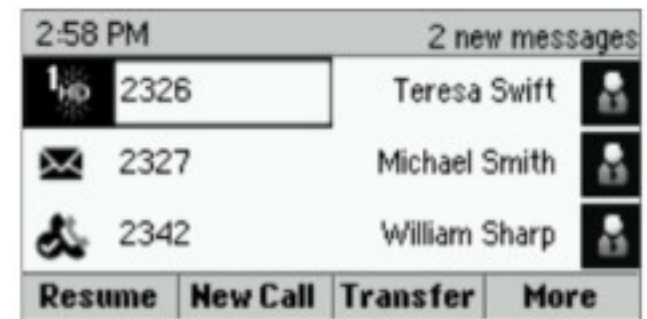 2:58 PM 2 new messages
1HD 2326 Teresa Swift
2327 Michael Smith
2342 William Sharp
Resume New Call Transfer More